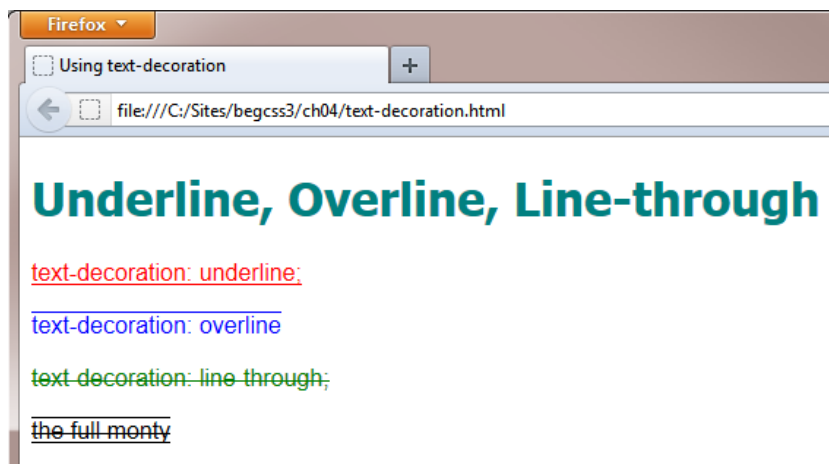 Firefox
Using text-decoration
file:///C:/Sites/begcss3/ch04/text-decoration.html
Underline, Overline, Line-through
text-decoration: underline;
text-decoration: overline
text-decoration: line-through;
the full monty